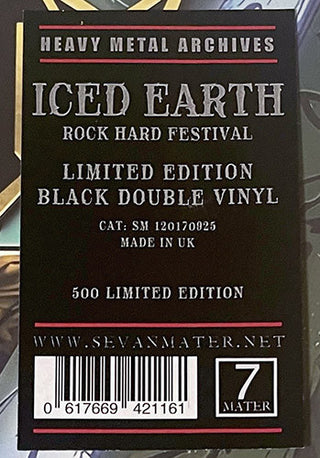 HEAVY METAL ARCHIVES
ICED EARTH
ROCK HARD FESTIVAL
LIMITED EDITION
BLACK DOUBLE VINYL
CAT: SM 120170925
MADE IN UK
500 LIMITED EDITION
WWW.SEVANMATER.NET
0 617669 421161
7
MATER